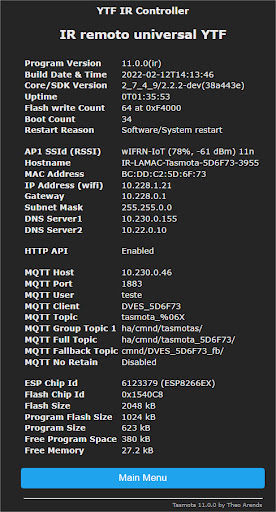 YTF IR Controller
IR remoto universal YTF
Program Version 11.0.0(ir)
Build Date & Time 2022-02-12T14:13:46
Core/SDK Version 2_7_4_9/2.2.2-dev(38a443e)
Uptime 0T01:35:53
Flash write Count 64 at 0xF4000
Boot Count 34
Restart Reason Software/System restart
AP1 SSId (RSSI) wIFRN-IoT (78%, -61 dBm) 11n
Hostname IR-LAMAC-Tasmota-5D6F73-3955
MAC Address BC:DD:C2:5D:6F:73
IP Address (wifi) 10.228.1.21
Gateway 10.228.0.1
Subnet Mask 255.255.0.0
DNS Server1 10.230.0.155
DNS Server2 10.22.0.10
HTTP API Enabled
MQTT Host 10.230.0.46
MQTT Port 1883
MQTT User teste
MQTT Client DVES_5D6F73
MQTT Topic tasmota_%06X
MQTT Group Topic 1 ha/cmnd/tasmotas/
MQTT Full Topic ha/cmnd/tasmota_5D6F73/
MQTT Fallback Topic cmnd/DVES_5D6F73_fb/
MQTT No Retain Disabled
ESP Chip Id 6123379 (ESP8266EX)
Flash Chip Id 0x1540C8
Flash Size 2048 kB
Program Flash Size 1024 kB
Program Size 623 kB
Free Program Space 380 kB
Free Memory 27.2 kB
Main Menu
Tasmota 11.0.0 by Theo Arends